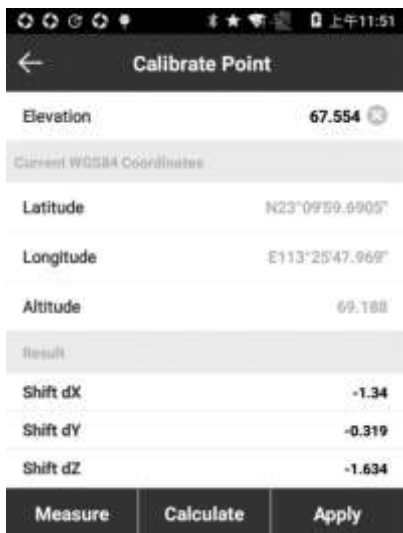 上午11:51
Calibrate Point
Elevation 67.554
Current WGS84 Coordinates
Latitude N23°09'59.6905"
Longitude E113°25'47.969"
Altitude 69.188
Result
Shift dX -1.34
Shift dY -0.319
Shift dZ -1.634
Measure Calculate Apply